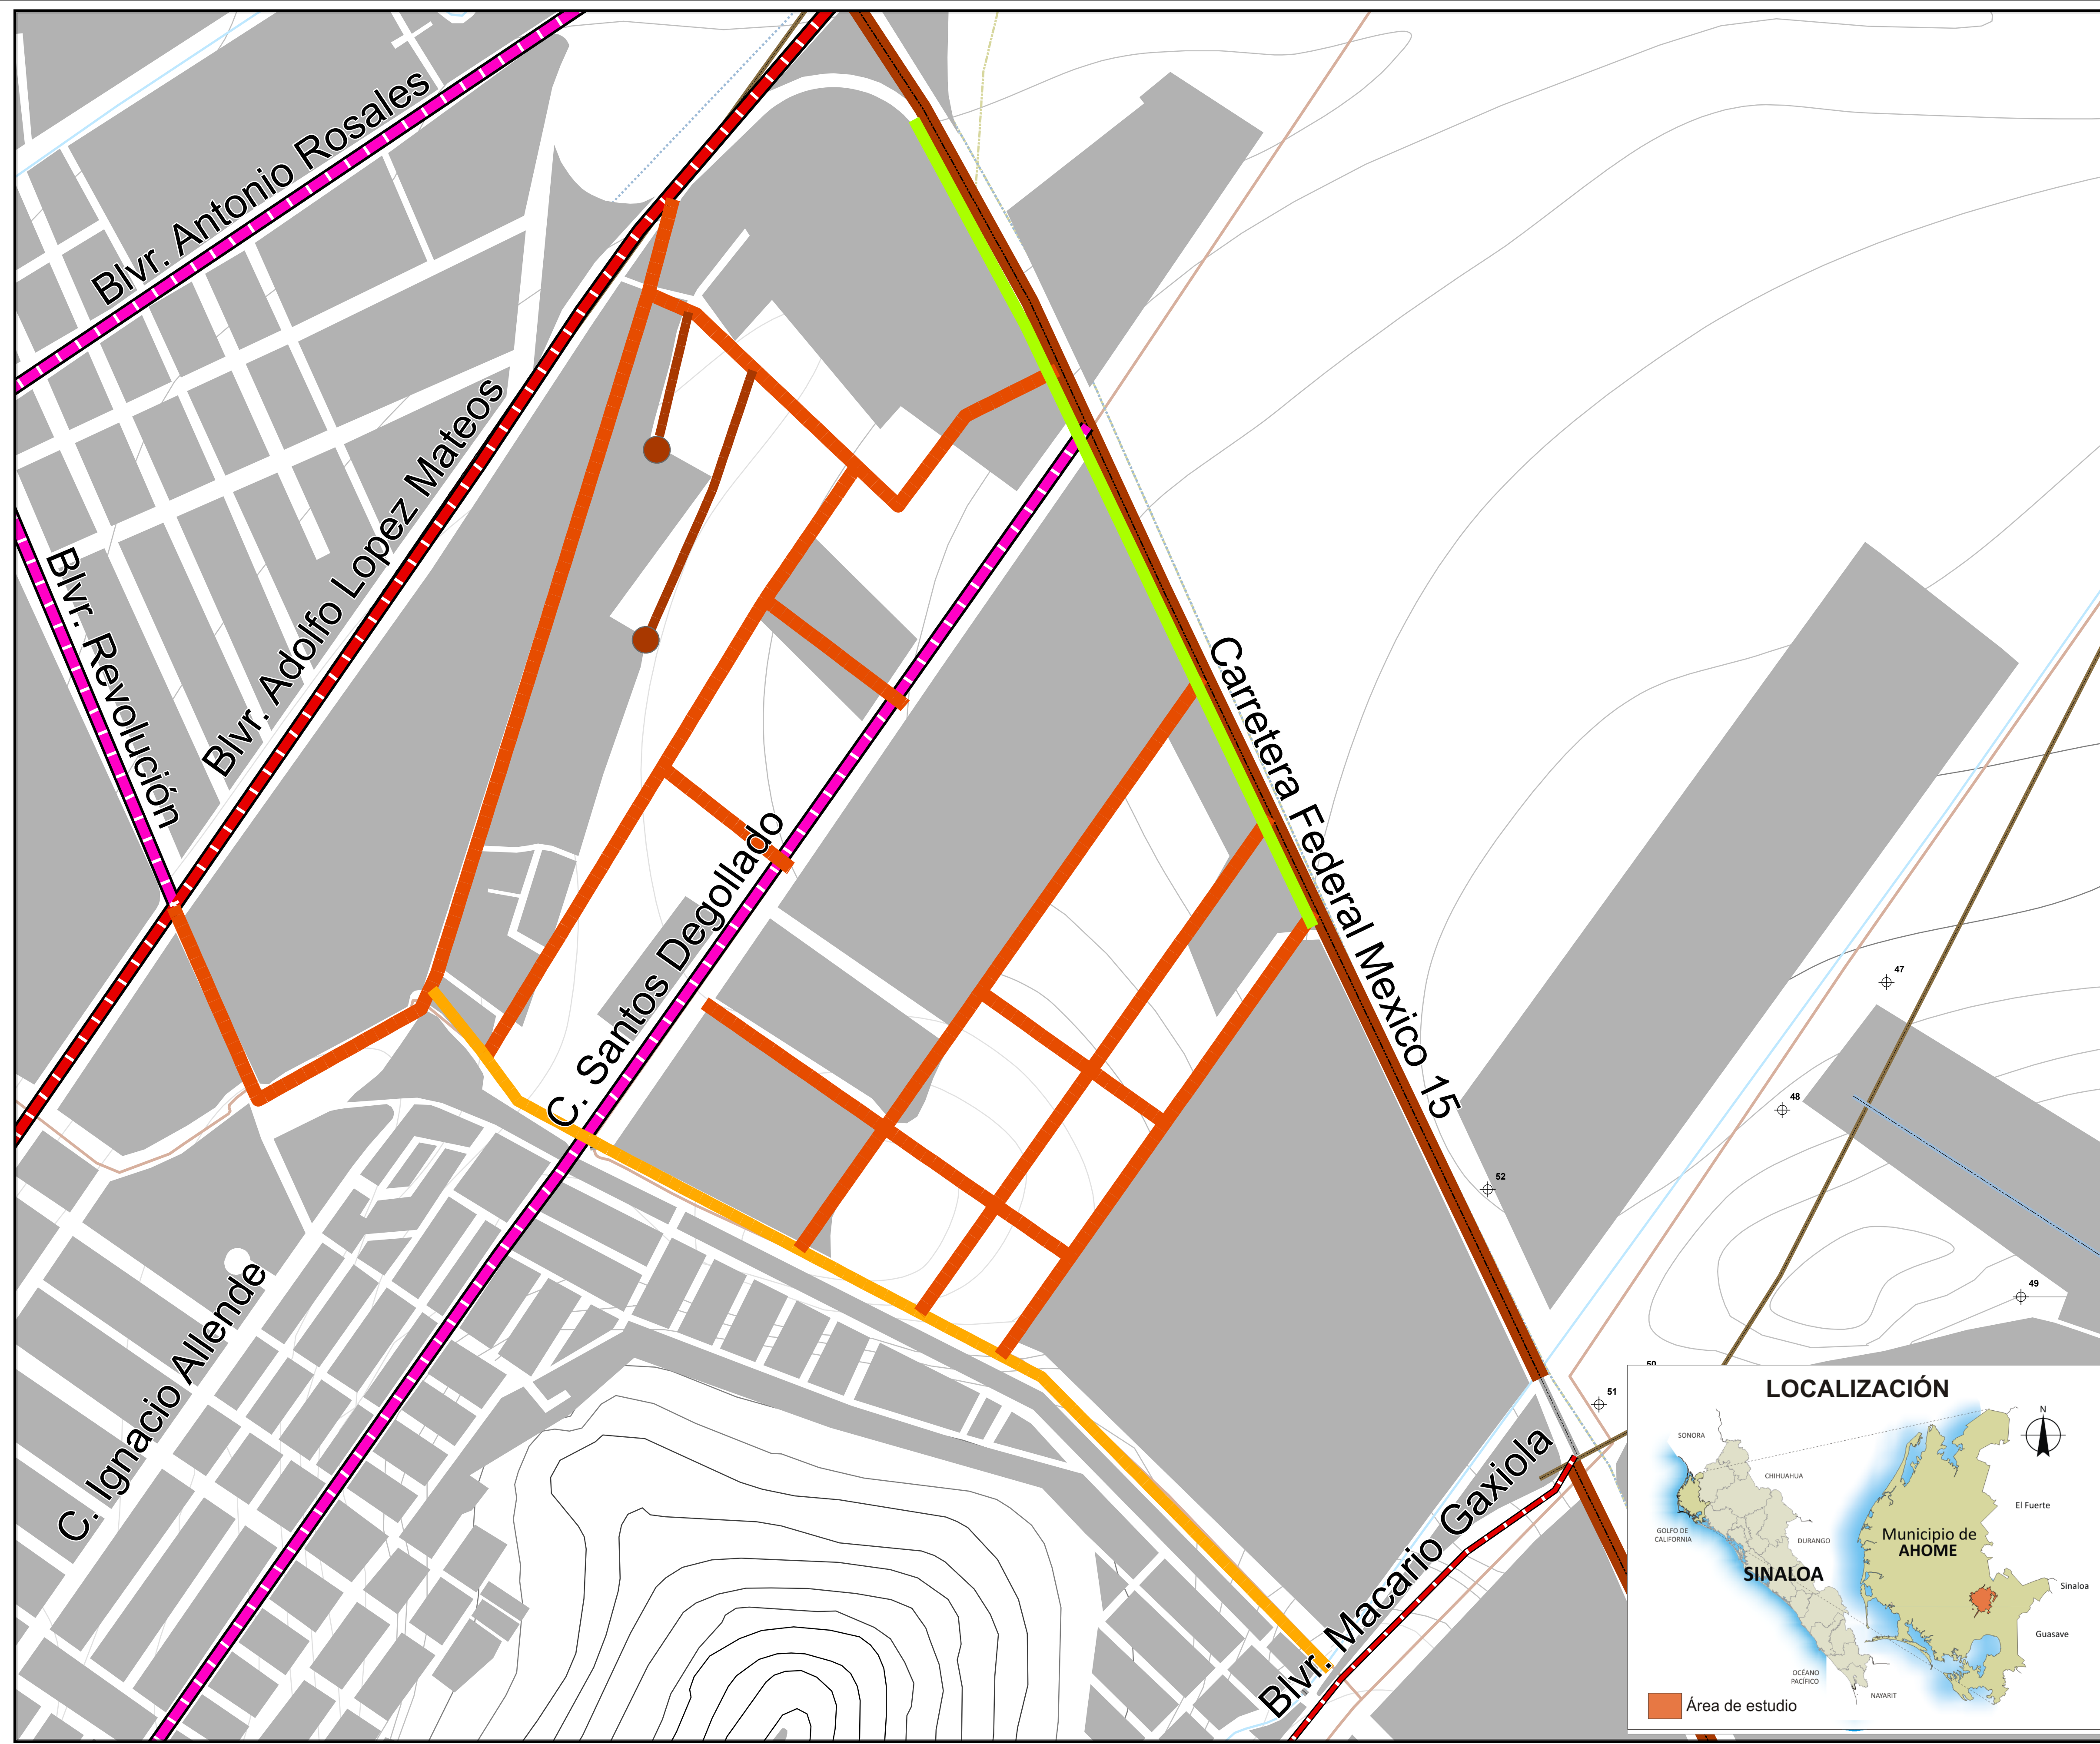 Blvr. Antonio Rosales
Blvr. Adolfo Lopez Mateos
Blvr. Revolución
Carretera Federal Mexico 15
C. Santos Degollado
C. Ignacio Allende
Blvr. Macario Gaxiola
47
48
52
49
50
51
LOCALIZACIÓN
N
SONORA
CHIHUAHUA
El Fuerte
GOLFO DE
CALIFORNIA
DURANGO
Municipio de
AHOME
SINALOA
Sinaloa
Guasave
OCÉANO
PACÍFICO
NAYARIT
Área de estudio